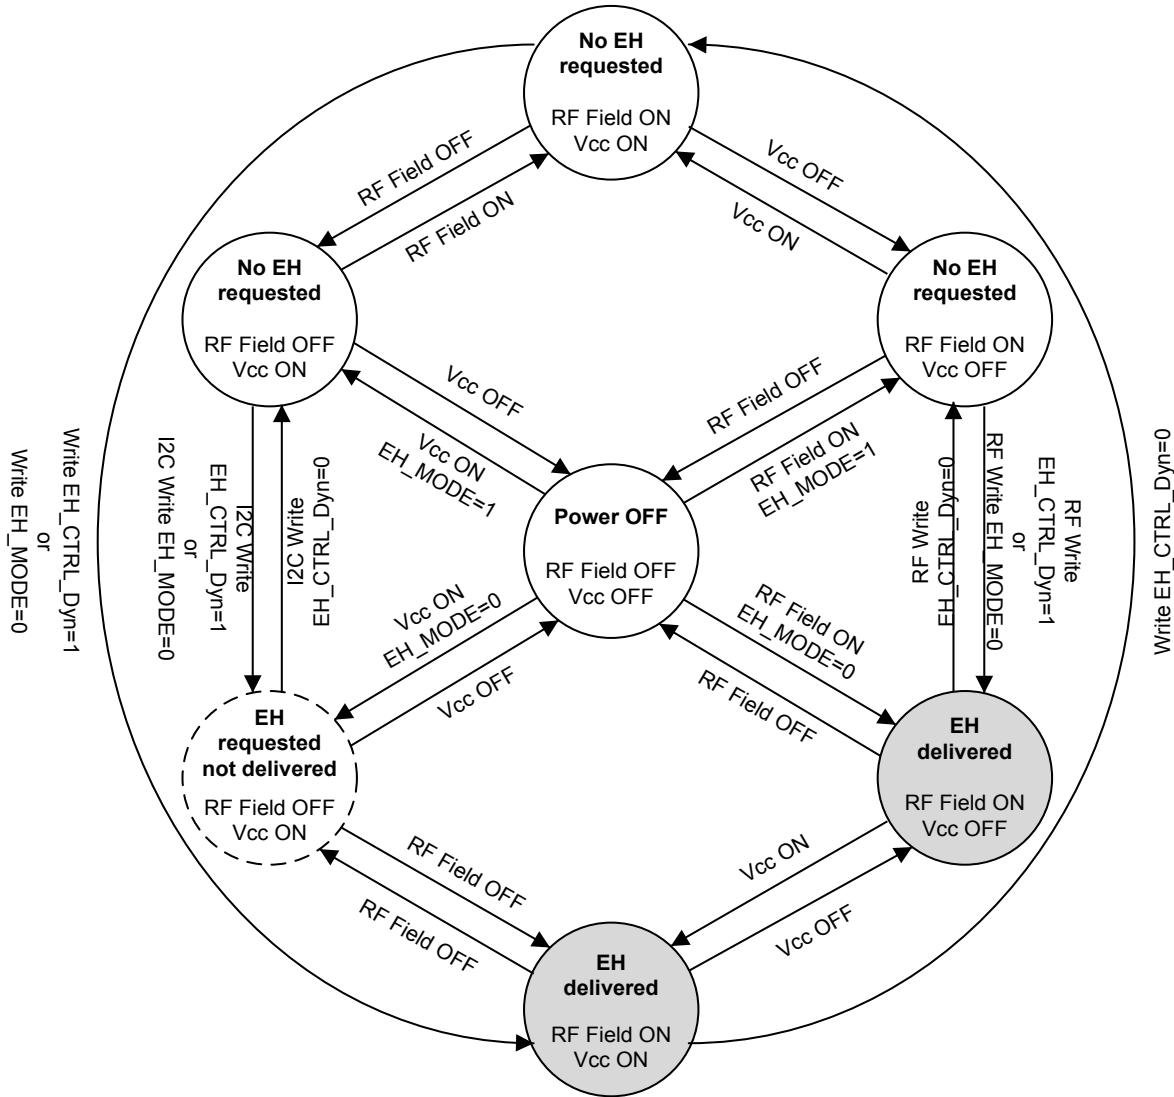 No EH
requested
RF Field ON
Vcc ON
RF Field OFF
RF Field ON
Vcc OFF
Vcc ON
No EH
requested
RF Field OFF
Vcc ON
No EH
requested
RF Field ON
Vcc OFF
Vcc OFF
Vcc ON
EH_MODE=1
RF Field OFF
RF Field ON
EH_MODE=1
Write EH_CTRL_Dyn=1
or
Write EH_MODE=0
I2C Write
EH_CTRL_Dyn=1
or
I2C Write EH_MODE=0
I2C Write
EH_CTRL_Dyn=0
Power OFF
RF Field OFF
Vcc OFF
RF Write
EH_CTRL_Dyn=0
RF Write
EH_CTRL_Dyn=1
or
RF Write EH_MODE=0
Write EH_CTRL_Dyn=0
Vcc ON
EH_MODE=0
Vcc OFF
RF Field ON
EH_MODE=0
RF Field OFF
EH
requested
not delivered
RF Field OFF
Vcc ON
EH
delivered
RF Field ON
Vcc OFF
RF Field OFF
RF Field OFF
Vcc ON
Vcc OFF
EH
delivered
RF Field ON
Vcc ON